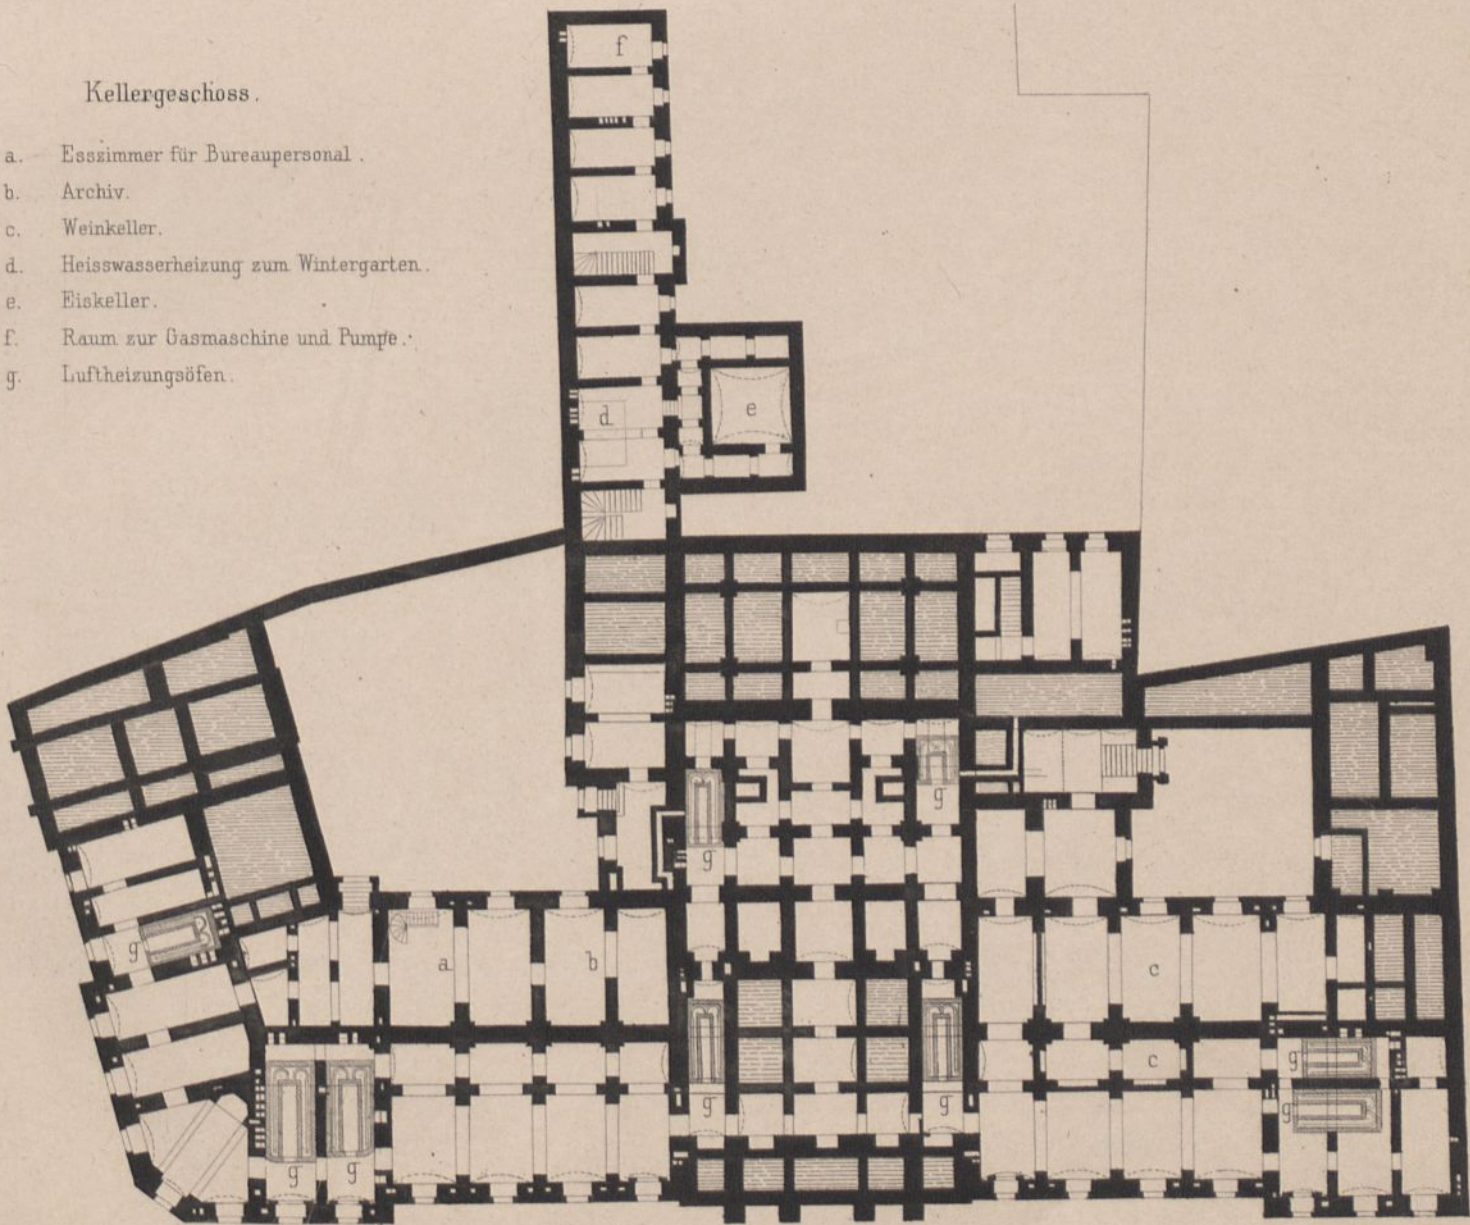 Kellergeschoss.
a. Esszimmer für Bureaupersonal.
b. Archiv.
c. Weinkeller.
d. Heisswasserheizung zum Wintergarten.
e. Eiskeller.
f. Raum zur Gasmaschine und Pumpe.
g. Luftheizungsöfen.
f
d
e
g
g
g
a
b
c
c
g
g
g
g
g
g